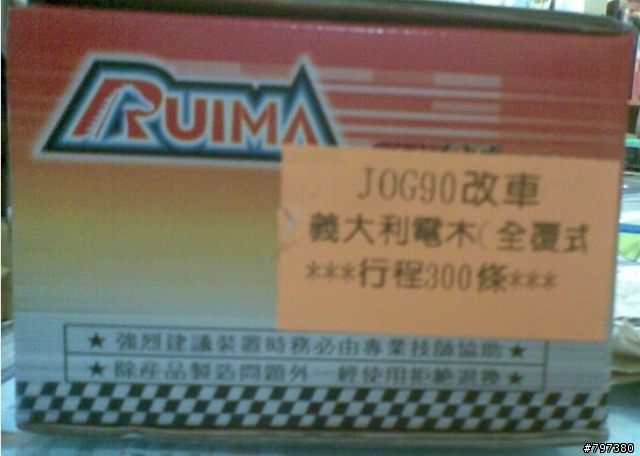 RUIMA
JOG90改車
義大利電木(全覆式
***行程300條***
★強烈建議裝置時務必由專業技師協助★
★除產品製造問題外一經使用拒絕退換★
#797380